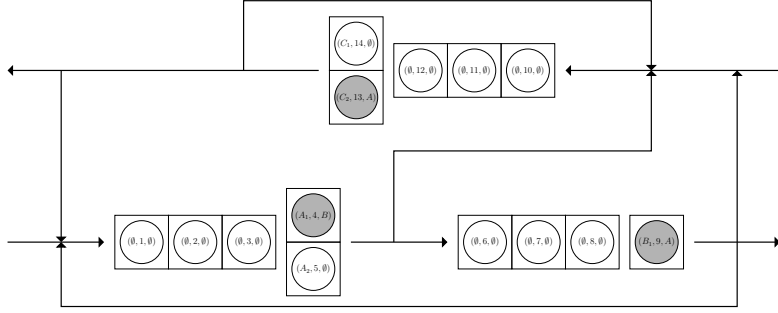 (C₁, 14, ∅)
(∅, 12, ∅) (∅, 11, ∅) (∅, 10, ∅)
(C₂, 13, A)
(A₁, 4, B)
(∅, 1, ∅) (∅, 2, ∅) (∅, 3, ∅) (∅, 6, ∅) (∅, 7, ∅) (∅, 8, ∅) (B₁, 9, A)
(A₂, 5, ∅)